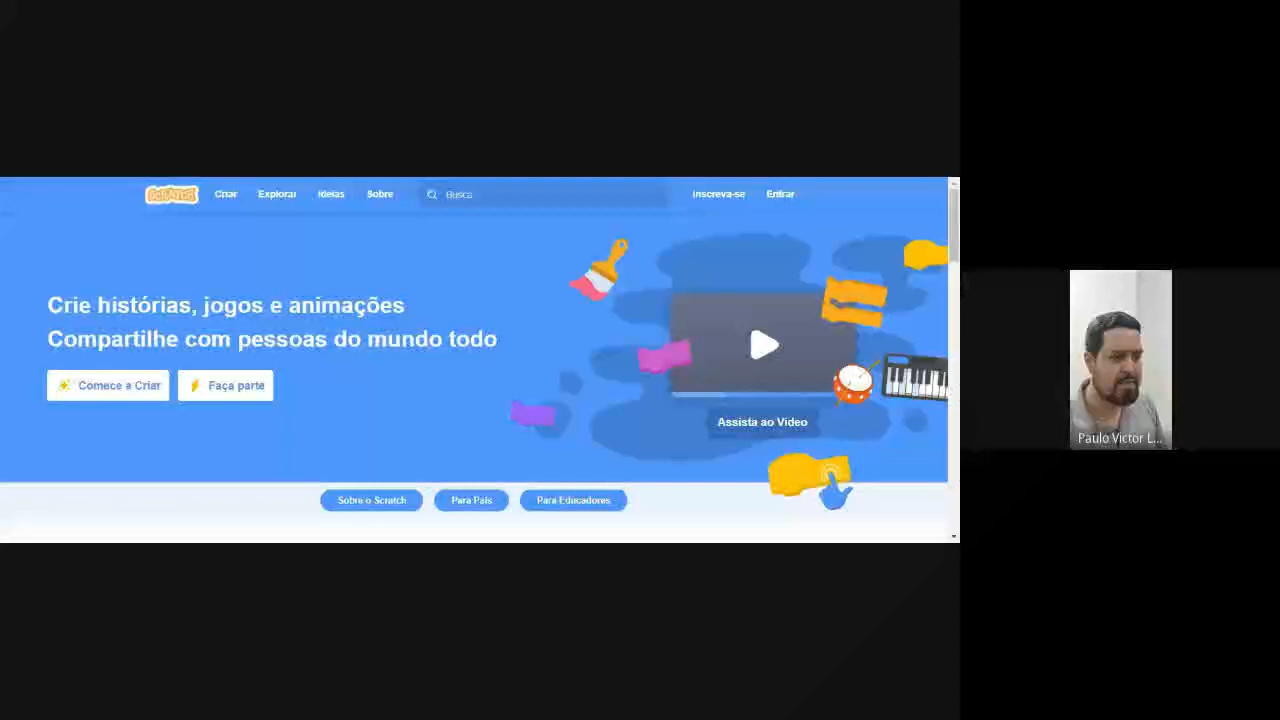 SCRATCH Criar Explorar Ideias Sobre Busca Inscreva-se Entrar
Crie histórias, jogos e animações
Compartilhe com pessoas do mundo todo
Comece a Criar Faça parte
Assista ao Vídeo
Sobre o Scratch Para Pais Para Educadores
Paulo Victor L...